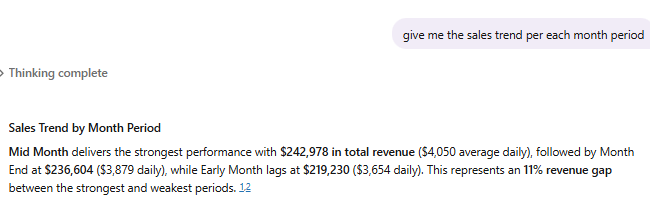 give me the sales trend per each month period
Thinking complete
Sales Trend by Month Period
Mid Month delivers the strongest performance with $242,978 in total revenue ($4,050 average daily), followed by Month
End at $236,604 ($3,879 daily), while Early Month lags at $219,230 ($3,654 daily). This represents an 11% revenue gap
between the strongest and weakest periods. 1 2